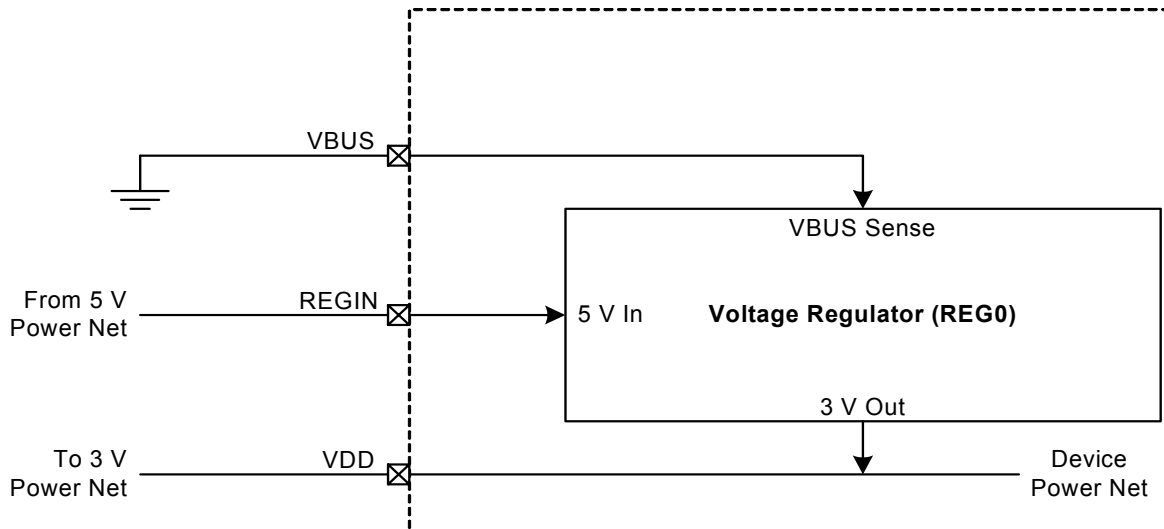 VBUS
VBUS Sense
From 5 V
Power Net
REGIN
5 V In
Voltage Regulator (REG0)
3 V Out
To 3 V
Power Net
VDD
Device
Power Net